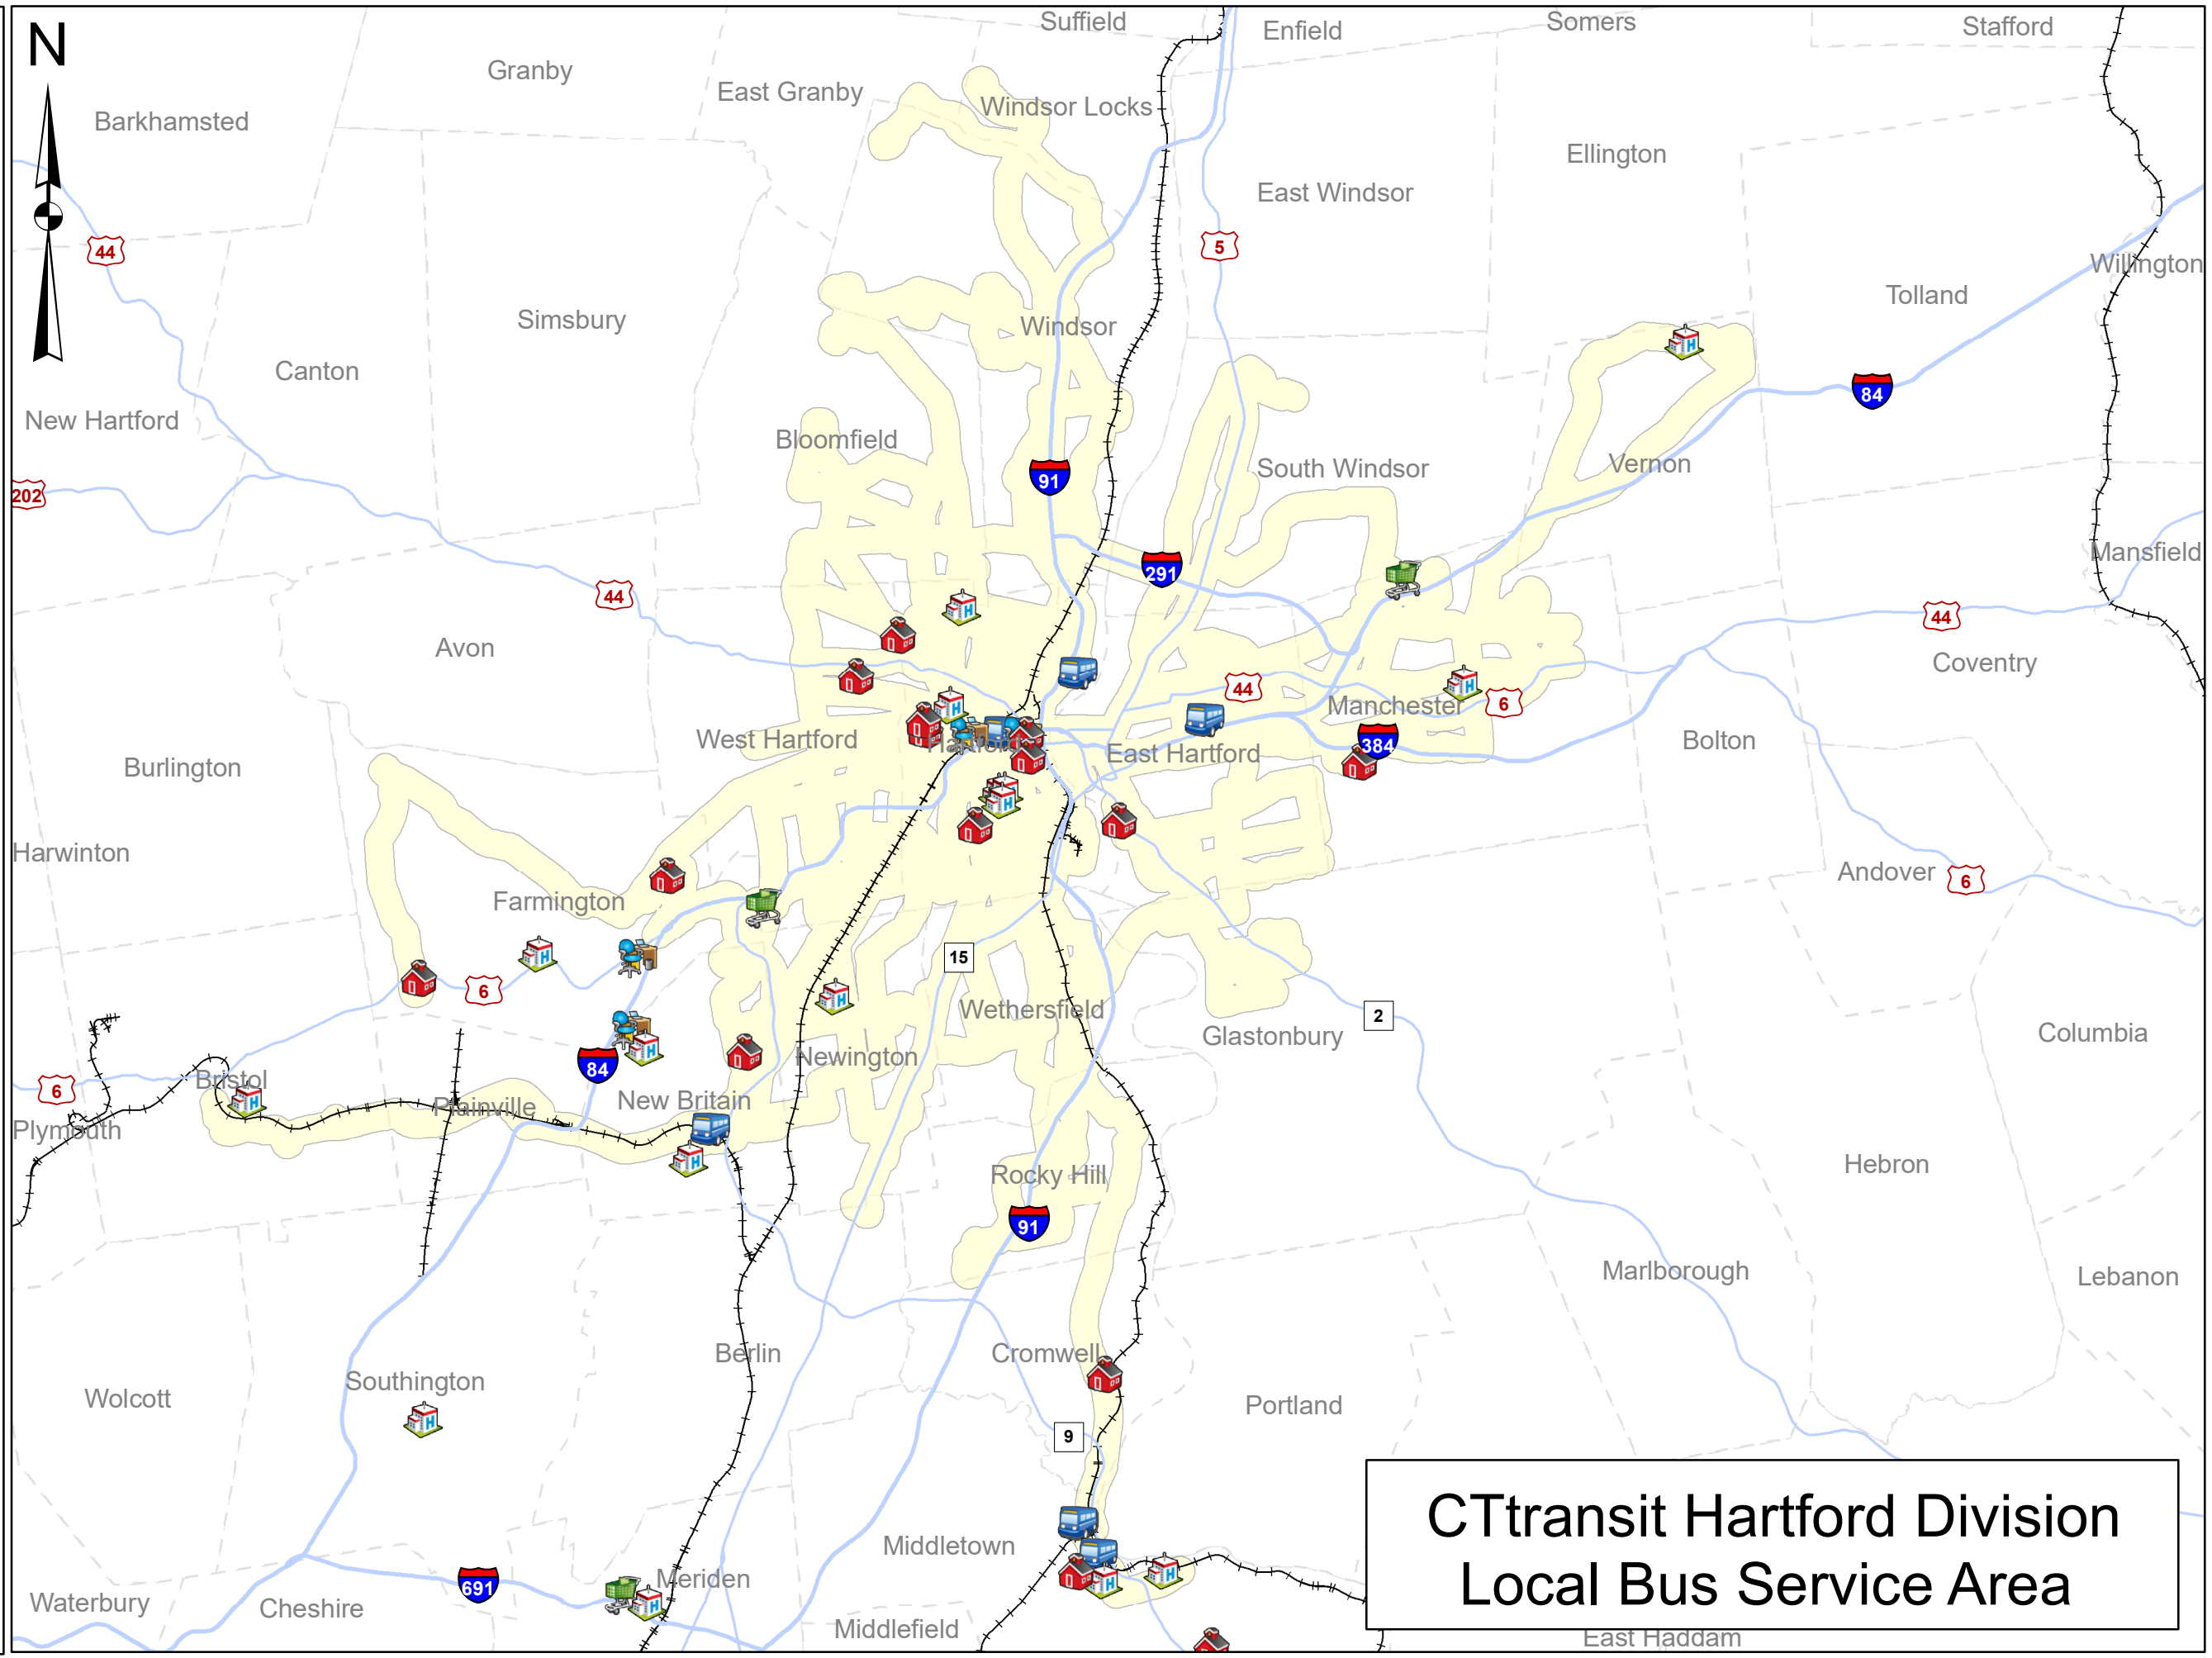 N
Suffield
Enfield
Somers
Stafford
Granby
East Granby
Windsor Locks
Barkhamsted
Ellington
East Windsor
44
5
Willington
Tolland
Simsbury
Windsor
Canton
84
New Hartford
Bloomfield
South Windsor
Vernon
91
202
Mansfield
291
44
44
Avon
Coventry
44
6
Manchester
West Hartford
Hartford
East Hartford
384
Bolton
Burlington
Harwinton
Andover
6
Farmington
15
6
Wethersfield
2
Glastonbury
Columbia
Newington
84
Bristol
6
New Britain
Plainville
Plymouth
Hebron
Rocky Hill
91
Marlborough
Lebanon
Berlin
Cromwell
Southington
Wolcott
Portland
9
CTtransit Hartford Division
Local Bus Service Area
Middletown
Meriden
691
Waterbury
Cheshire
Middlefield
East Haddam